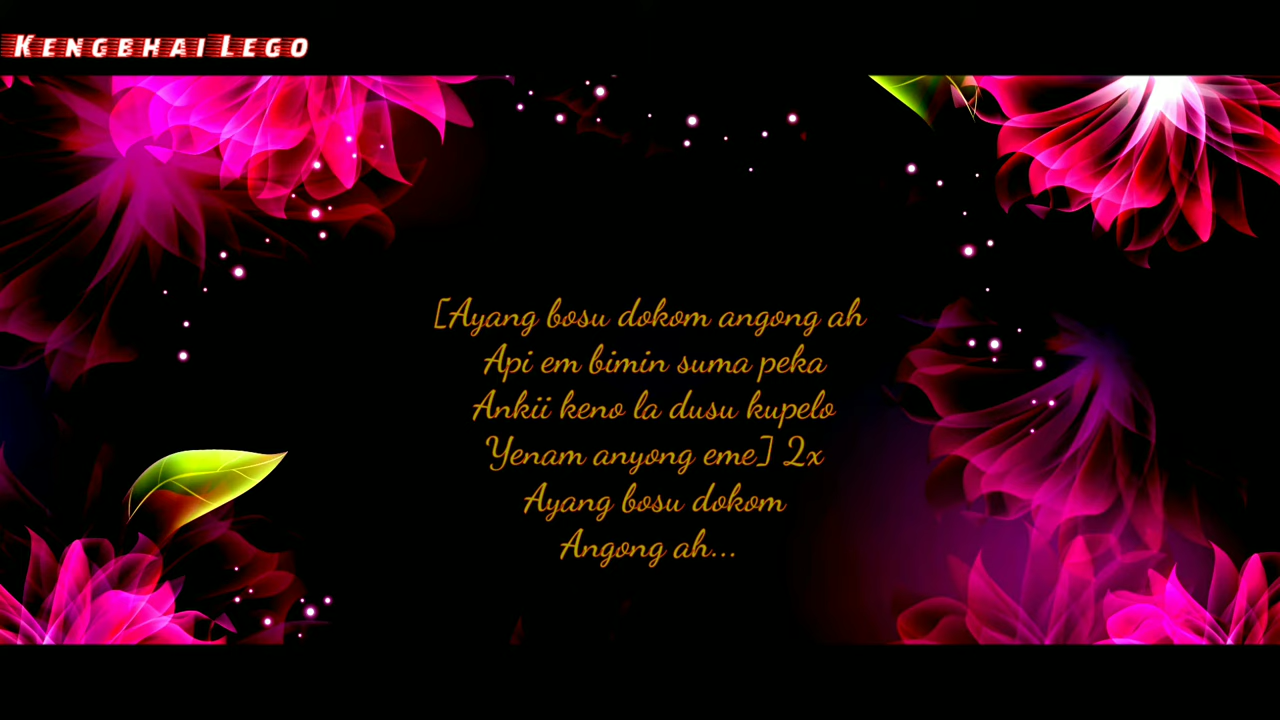 Kengbhai Lego
[Ayang bosu dokom angong ah
Api em bimin suma peka
Ankii keno la dusu kupelo
Yenam anyong eme] 2x
Ayang bosu dokom
Angong ah...